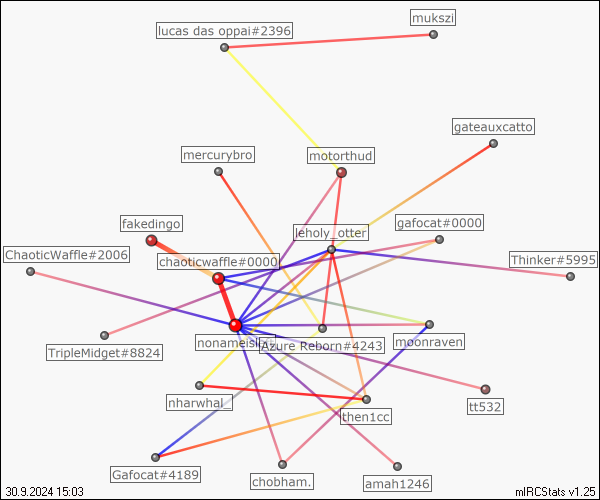 lucas das oppai#2396
mukszi
gateauxcatto
mercurybro
motorthud
fakedingo
leholy_otter
gafocat#0000
ChaoticWaffle#2006
chaoticwaffle#0000
Thinker#5995
TripleMidget#8824
Azure Reborn#4243
moonraven
nharwhal_
then1cc
tt532
Gafocat#4189
chobham.
amah1246
30.9.2024 15:03
mIRCStats v1.25